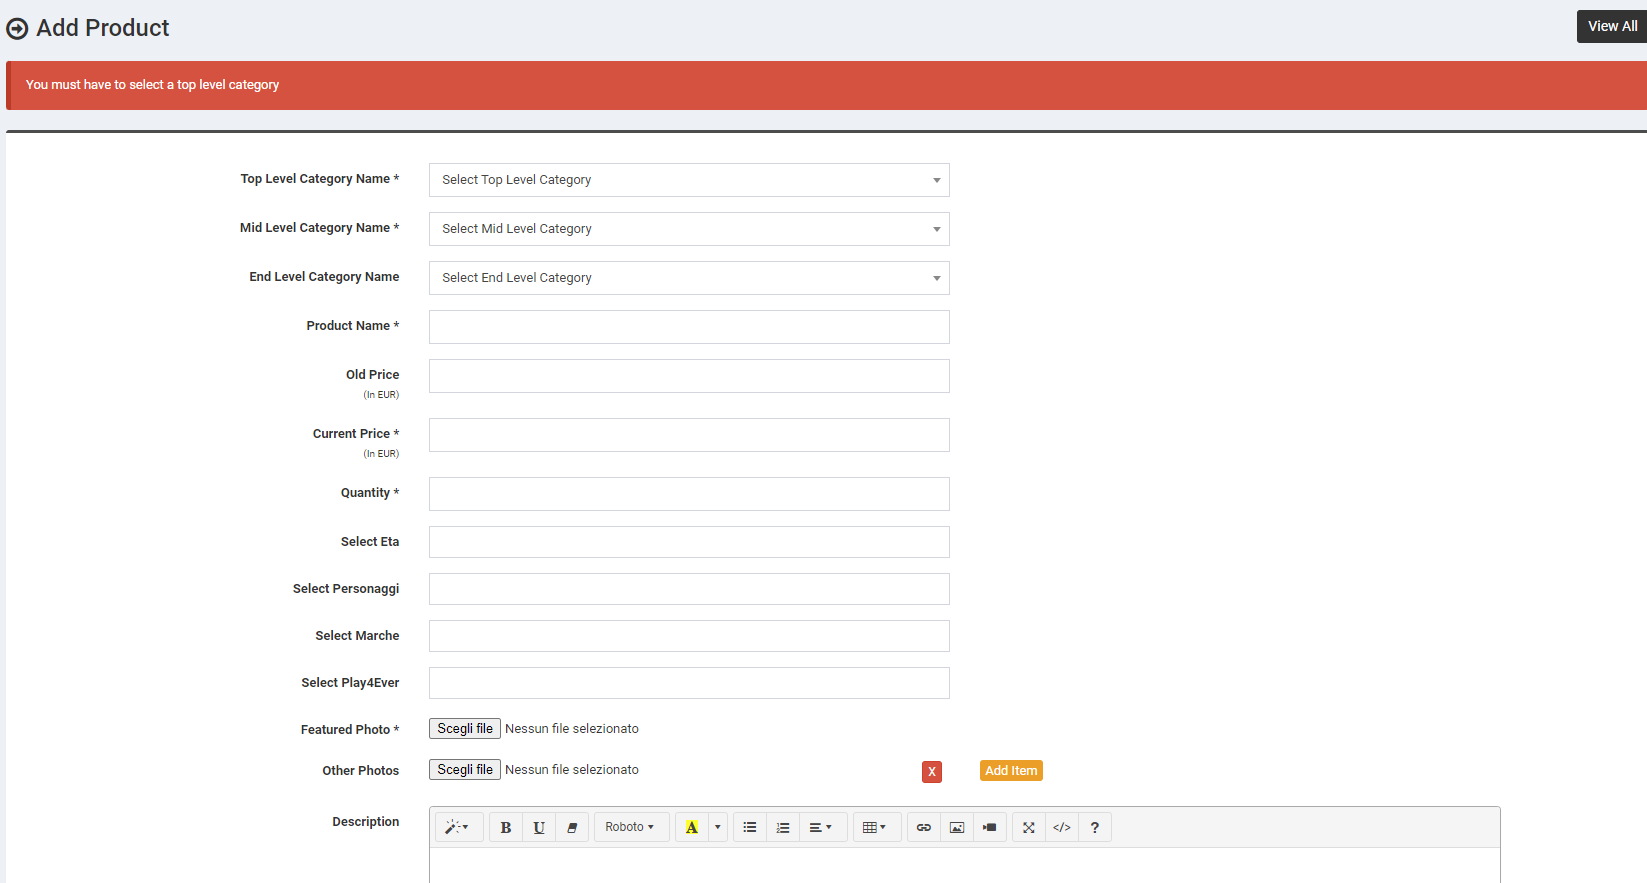 Add Product
View All
You must have to select a top level category
Top Level Category Name *
Select Top Level Category
Mid Level Category Name *
Select Mid Level Category
End Level Category Name
Select End Level Category
Product Name *
Old Price
(In EUR)
Current Price *
(In EUR)
Quantity *
Select Eta
Select Personaggi
Select Marche
Select Play4Ever
Featured Photo *
Scegli file Nessun file selezionato
Other Photos
Scegli file Nessun file selezionato
X
Add Item
Description
B U Roboto A </> ?